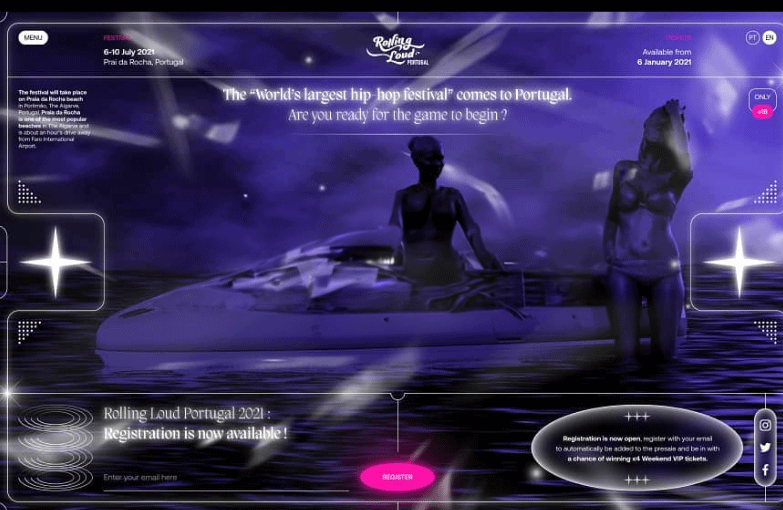 MENU
FESTIVAL
6-10 July 2021
Prai da Rocha, Portugal
Rolling
Loud
PORTUGAL
TICKETS
Available from
6 January 2021
PT
EN
The festival will take place
on Praia da Rocha beach
in Portimão, The Algarve,
Portugal. Praia da Rocha
is one of the most popular
beaches in The Algarve and
is about an hour's drive away
from Faro International
Airport.
The "World's largest hip-hop festival" comes to Portugal.
Are you ready for the game to begin ?
ONLY
+16
Rolling Loud Portugal 2021 :
Registration is now available !
Enter your email here
REGISTER
Registration is now open, register with your email
to automatically be added to the presale and be in with
a chance of winning x4 Weekend VIP tickets.